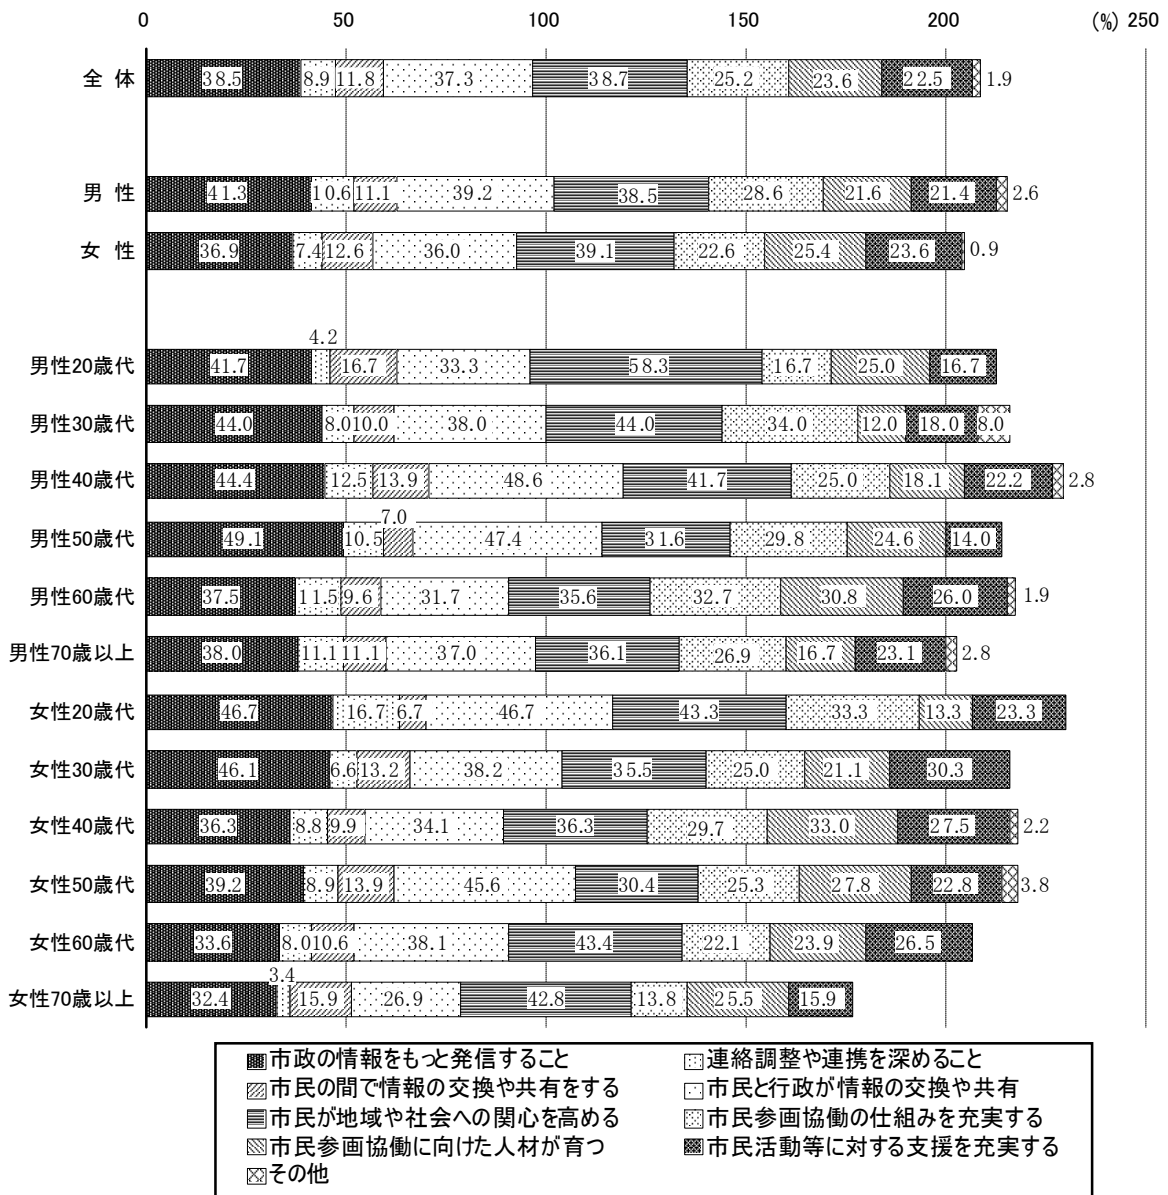 0 50 100 150 200 (%) 250
全 体 38.5 8.9 11.8 37.3 38.7 25.2 23.6 22.5 1.9
男 性 41.3 10.6 11.1 39.2 38.5 28.6 21.6 21.4 2.6
女 性 36.9 7.4 12.6 36.0 39.1 22.6 25.4 23.6 0.9
男性20歳代 41.7 4.2 16.7 33.3 58.3 16.7 25.0 16.7
男性30歳代 44.0 8.0 10.0 38.0 44.0 34.0 12.0 18.0 8.0
男性40歳代 44.4 12.5 13.9 48.6 41.7 25.0 18.1 22.2 2.8
男性50歳代 49.1 10.5 7.0 47.4 31.6 29.8 24.6 14.0
男性60歳代 37.5 11.5 9.6 31.7 35.6 32.7 30.8 26.0 1.9
男性70歳以上 38.0 11.1 11.1 37.0 36.1 26.9 16.7 23.1 2.8
女性20歳代 46.7 16.7 6.7 46.7 43.3 33.3 13.3 23.3
女性30歳代 46.1 6.6 13.2 38.2 35.5 25.0 21.1 30.3
女性40歳代 36.3 8.8 9.9 34.1 36.3 29.7 33.0 27.5 2.2
女性50歳代 39.2 8.9 13.9 45.6 30.4 25.3 27.8 22.8 3.8
女性60歳代 33.6 8.0 10.6 38.1 43.4 22.1 23.9 26.5
女性70歳以上 32.4 3.4 15.9 26.9 42.8 13.8 25.5 15.9
市政の情報をもっと発信すること 連絡調整や連携を深めること
市民の間で情報の交換や共有をする 市民と行政が情報の交換や共有
市民が地域や社会への関心を高める 市民参画協働の仕組みを充実する
市民参画協働に向けた人材が育つ 市民活動等に対する支援を充実する
その他